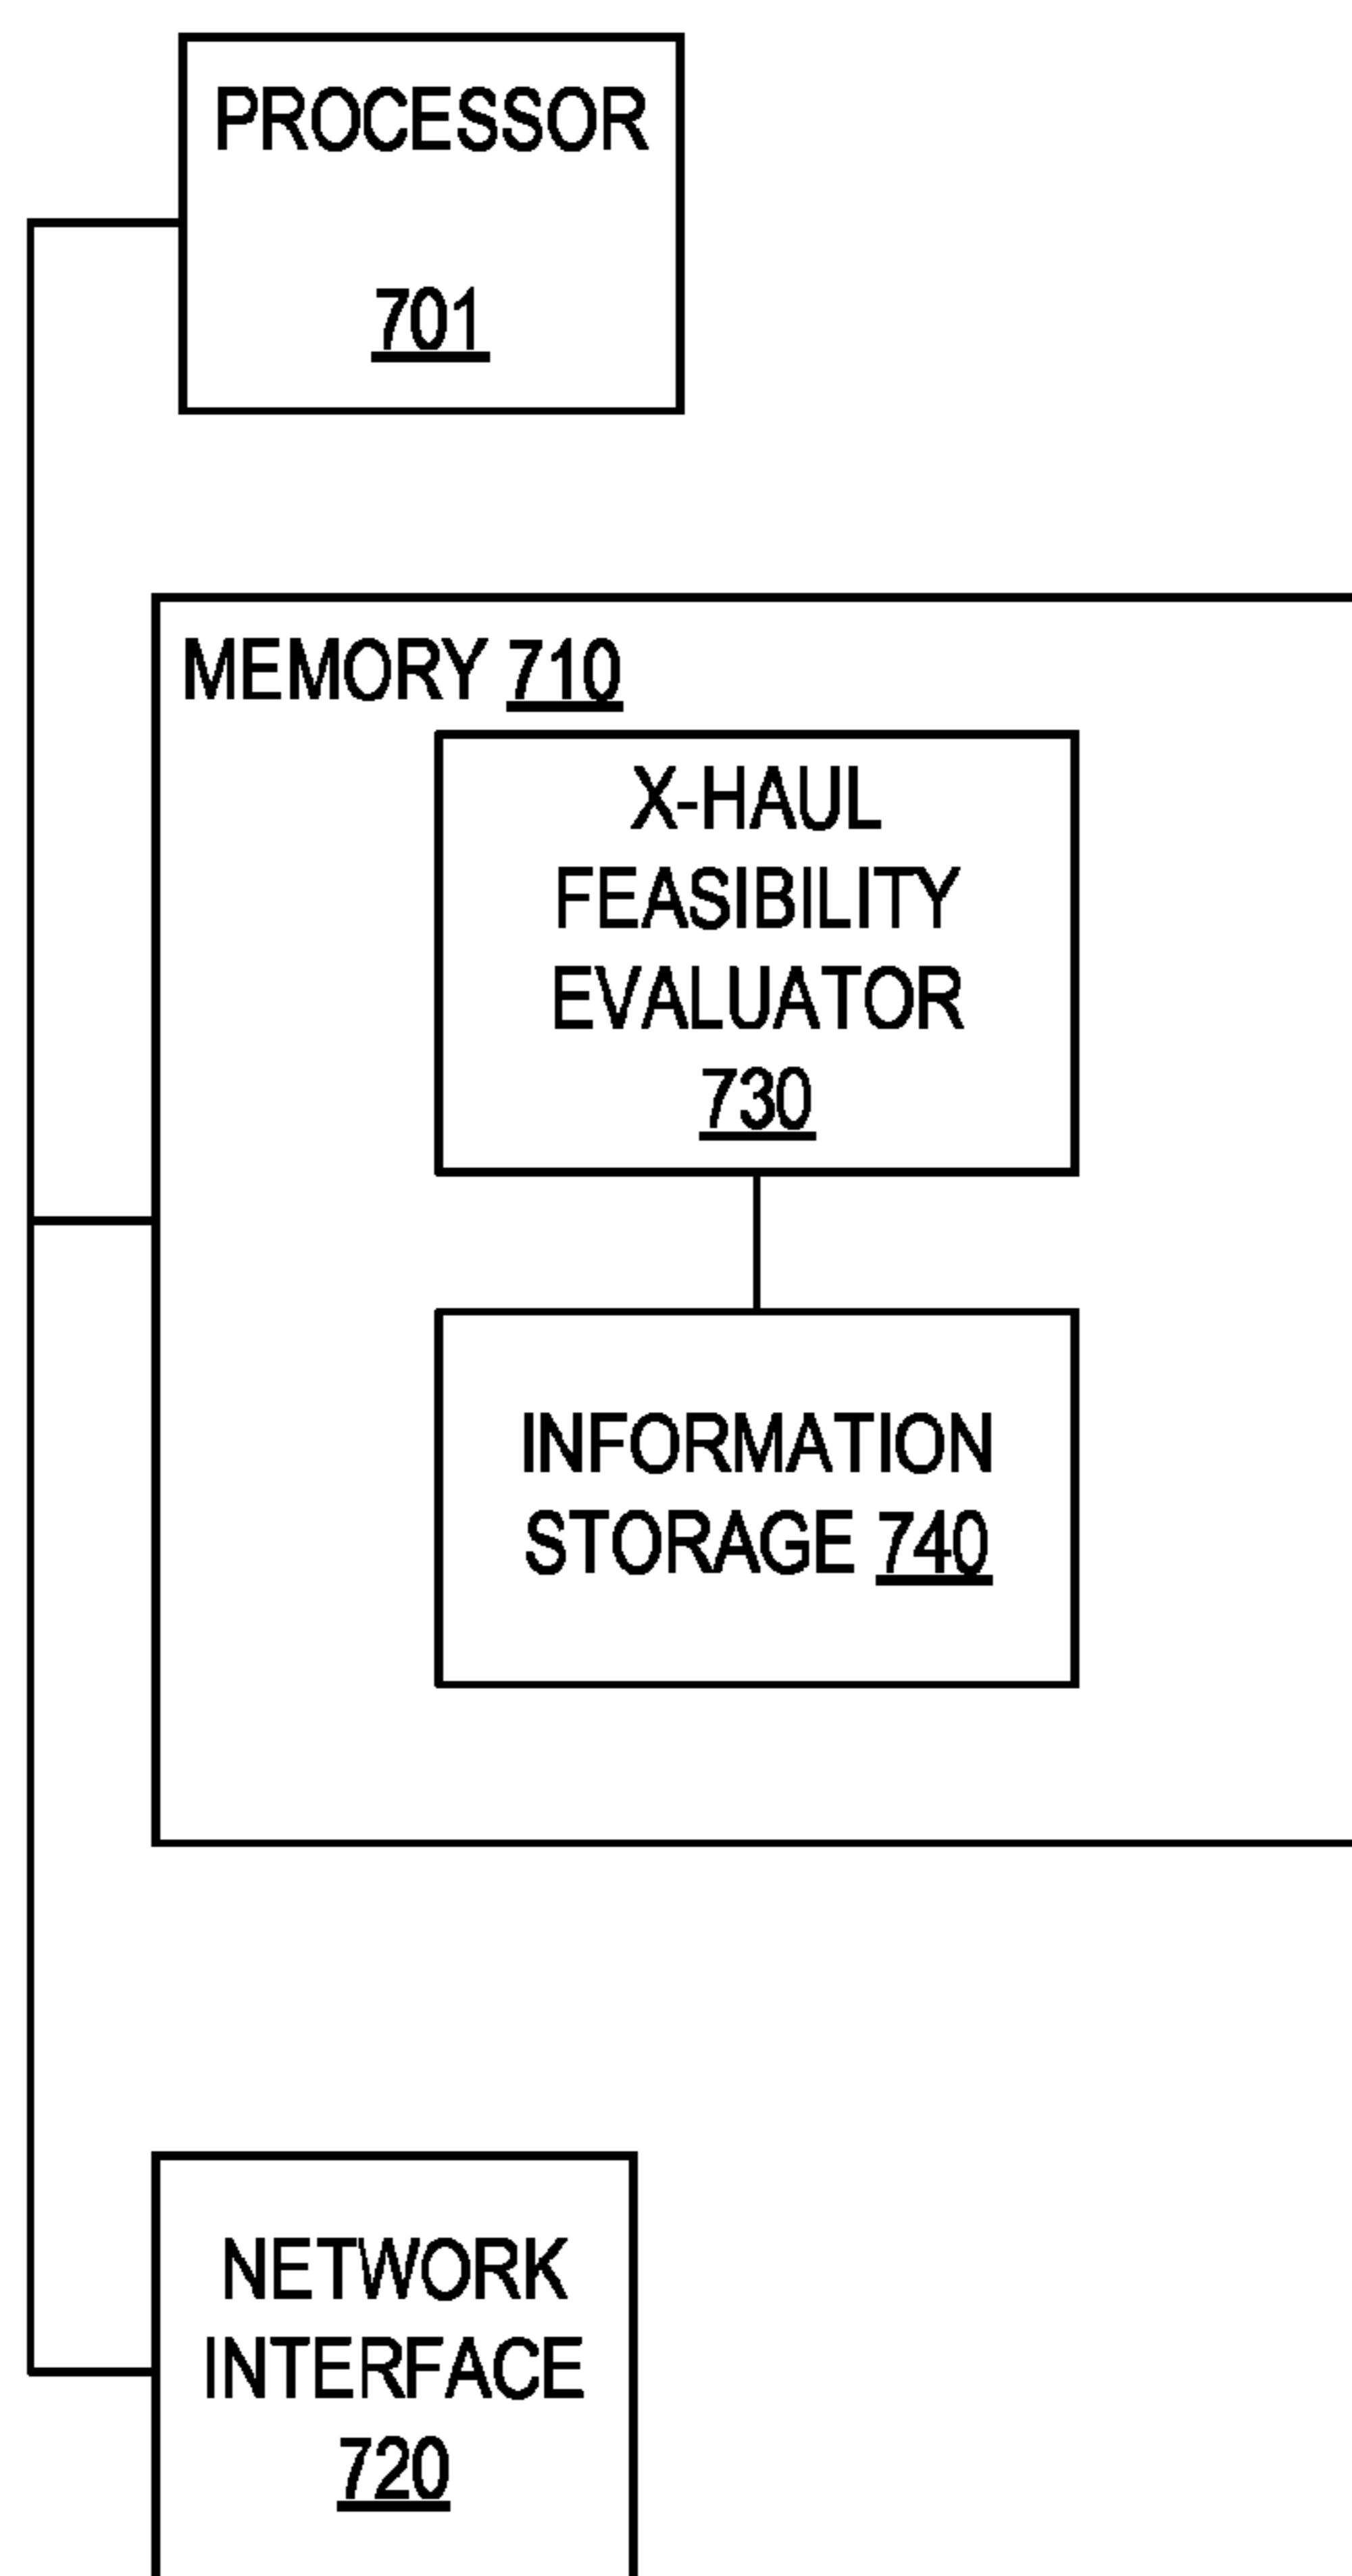 PROCESSOR
701
MEMORY 710
X-HAUL
FEASIBILITY
EVALUATOR
730
INFORMATION
STORAGE 740
NETWORK
INTERFACE
720